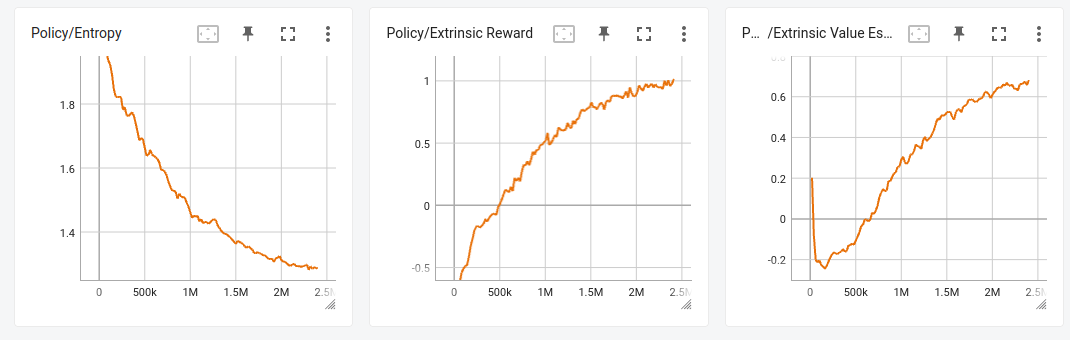 Policy/Entropy
1.8
1.6
1.4
0 500k 1M 1.5M 2M 2.5M
Policy/Extrinsic Reward
1
0.5
0
-0.5
0 500k 1M 1.5M 2M 2.5M
P... /Extrinsic Value Es...
0.6
0.4
0.2
0
-0.2
0 500k 1M 1.5M 2M 2.5M